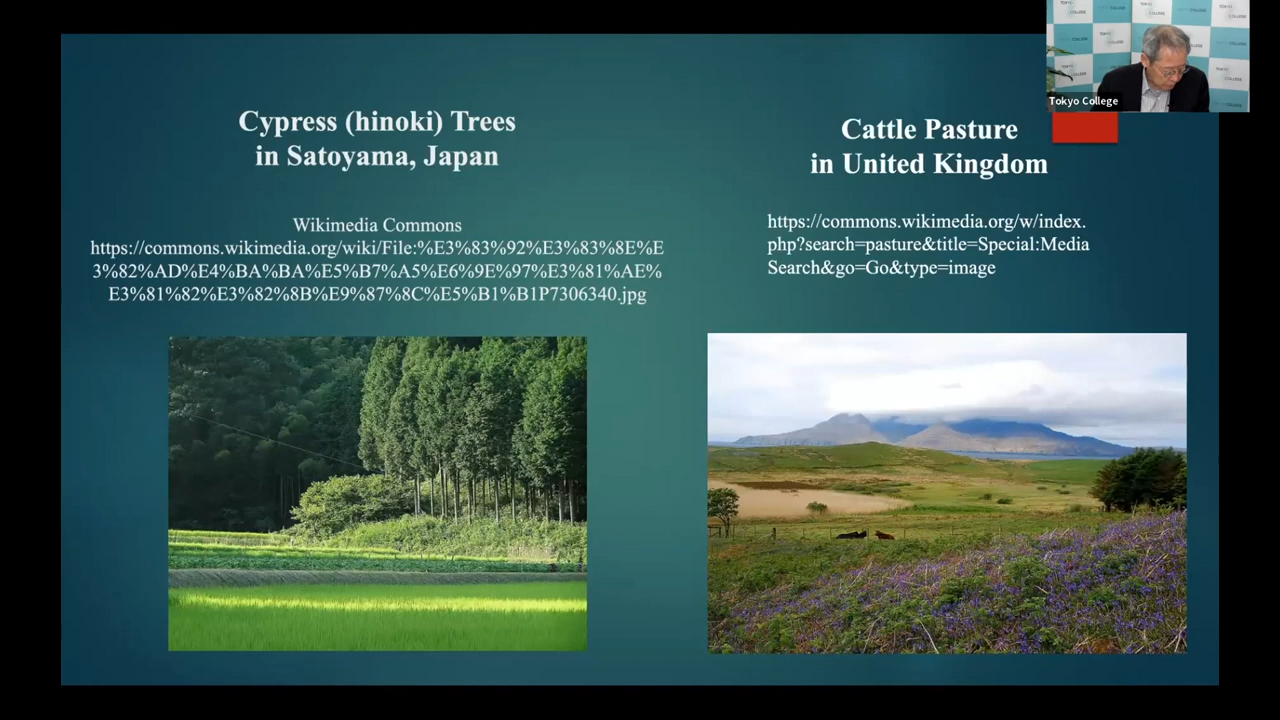 Cypress (hinoki) Trees
in Satoyama, Japan
Wikimedia Commons
https://commons.wikimedia.org/wiki/File:%E3%83%92%E3%83%8E%E
3%82%AD%E4%BA%BA%E5%B7%A5%E6%9E%97%E3%81%AE%
E3%81%82%E3%82%8B%E9%87%8C%E5%B1%B1P7306340.jpg
Cattle Pasture
in United Kingdom
https://commons.wikimedia.org/w/index.
php?search=pasture&title=Special:Media
Search&go=Go&type=image
Tokyo College